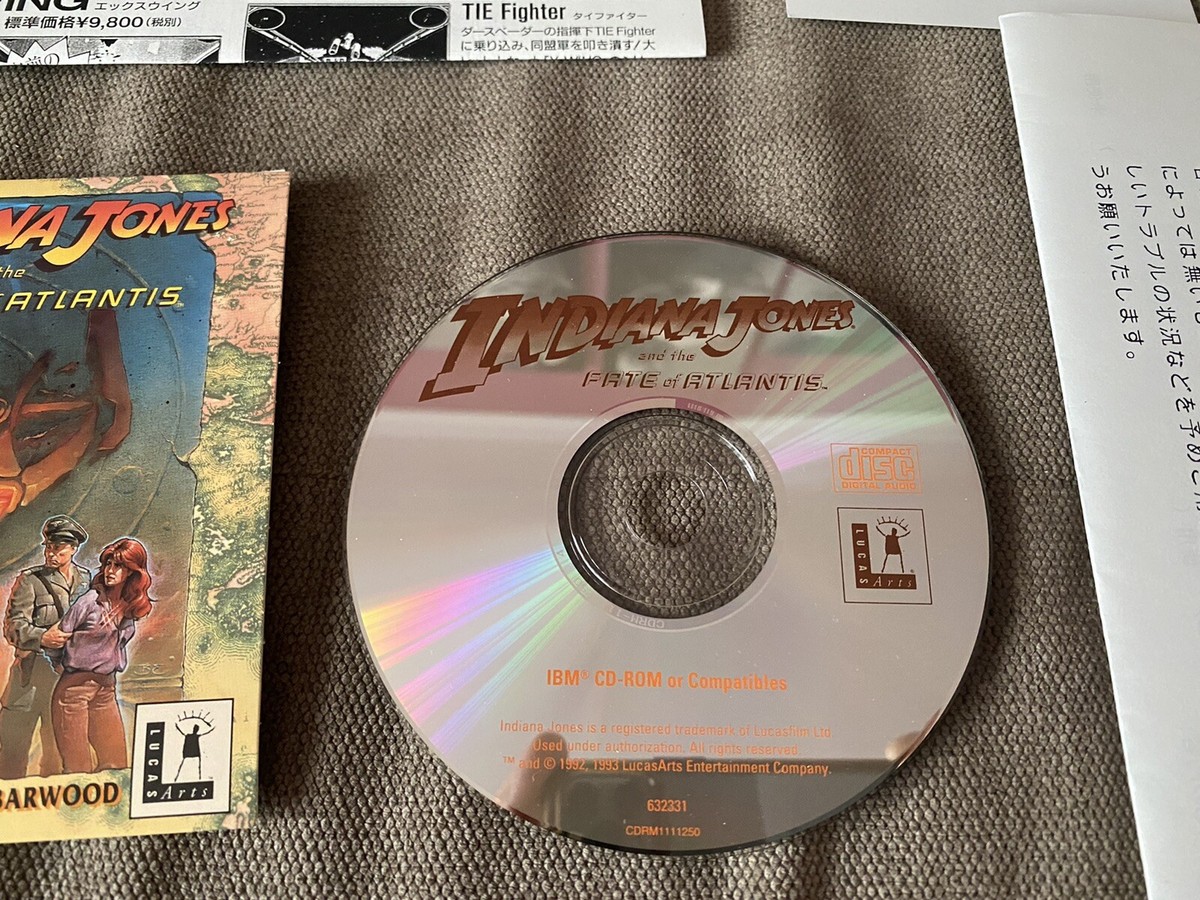 ING エックスウィング
標準価格¥9,800(税別)
TIE Fighter タイファイター
ダースベーダーの指揮下TIE Fighter
に乗り込み、同盟軍を叩き潰す!大
NA JONES
the
ATLANTIS™
BARWOOD
LUCAS
Arts
INDIANA JONES
and the
FATE of ATLANTIS™
COMPACT
disc
DIGITAL AUDIO
LUCAS
Arts
IBM® CD-ROM or Compatibles
Indiana Jones is a registered trademark of Lucasfilm Ltd.
Used under authorization. All rights reserved.
™ and © 1992, 1993 LucasArts Entertainment Company.
632331
CDRM1111250
によっては無いも
しいトラブルの状況などを予めご
うお願いいたします。